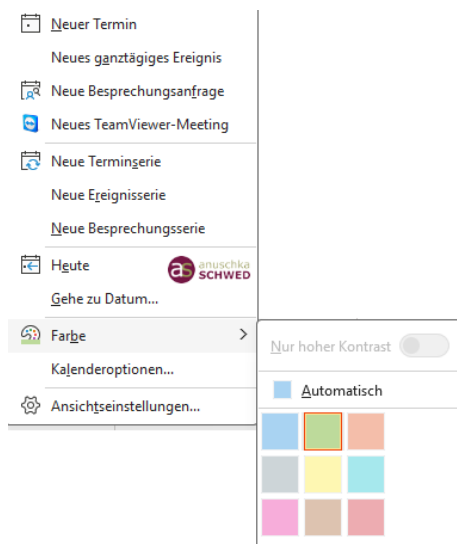 Neuer Termin
Neues ganztägiges Ereignis
Neue Besprechungsanfrage
Neues TeamViewer-Meeting
Neue Terminserie
Neue Ereignisserie
Neue Besprechungsserie
Heute
as anuschka
SCHWED
Gehe zu Datum...
Farbe
Nur hoher Kontrast
Kalenderoptionen...
Automatisch
Ansichtseinstellungen...